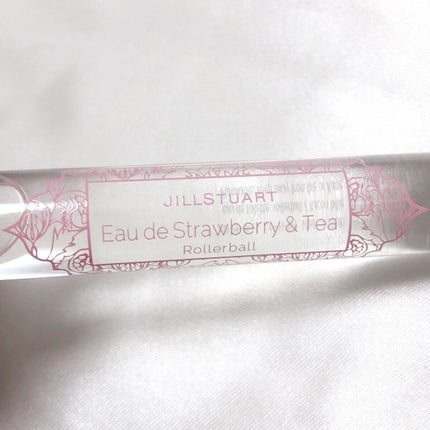 JILLSTUART
Eau de Strawberry & Tea
Rollerball